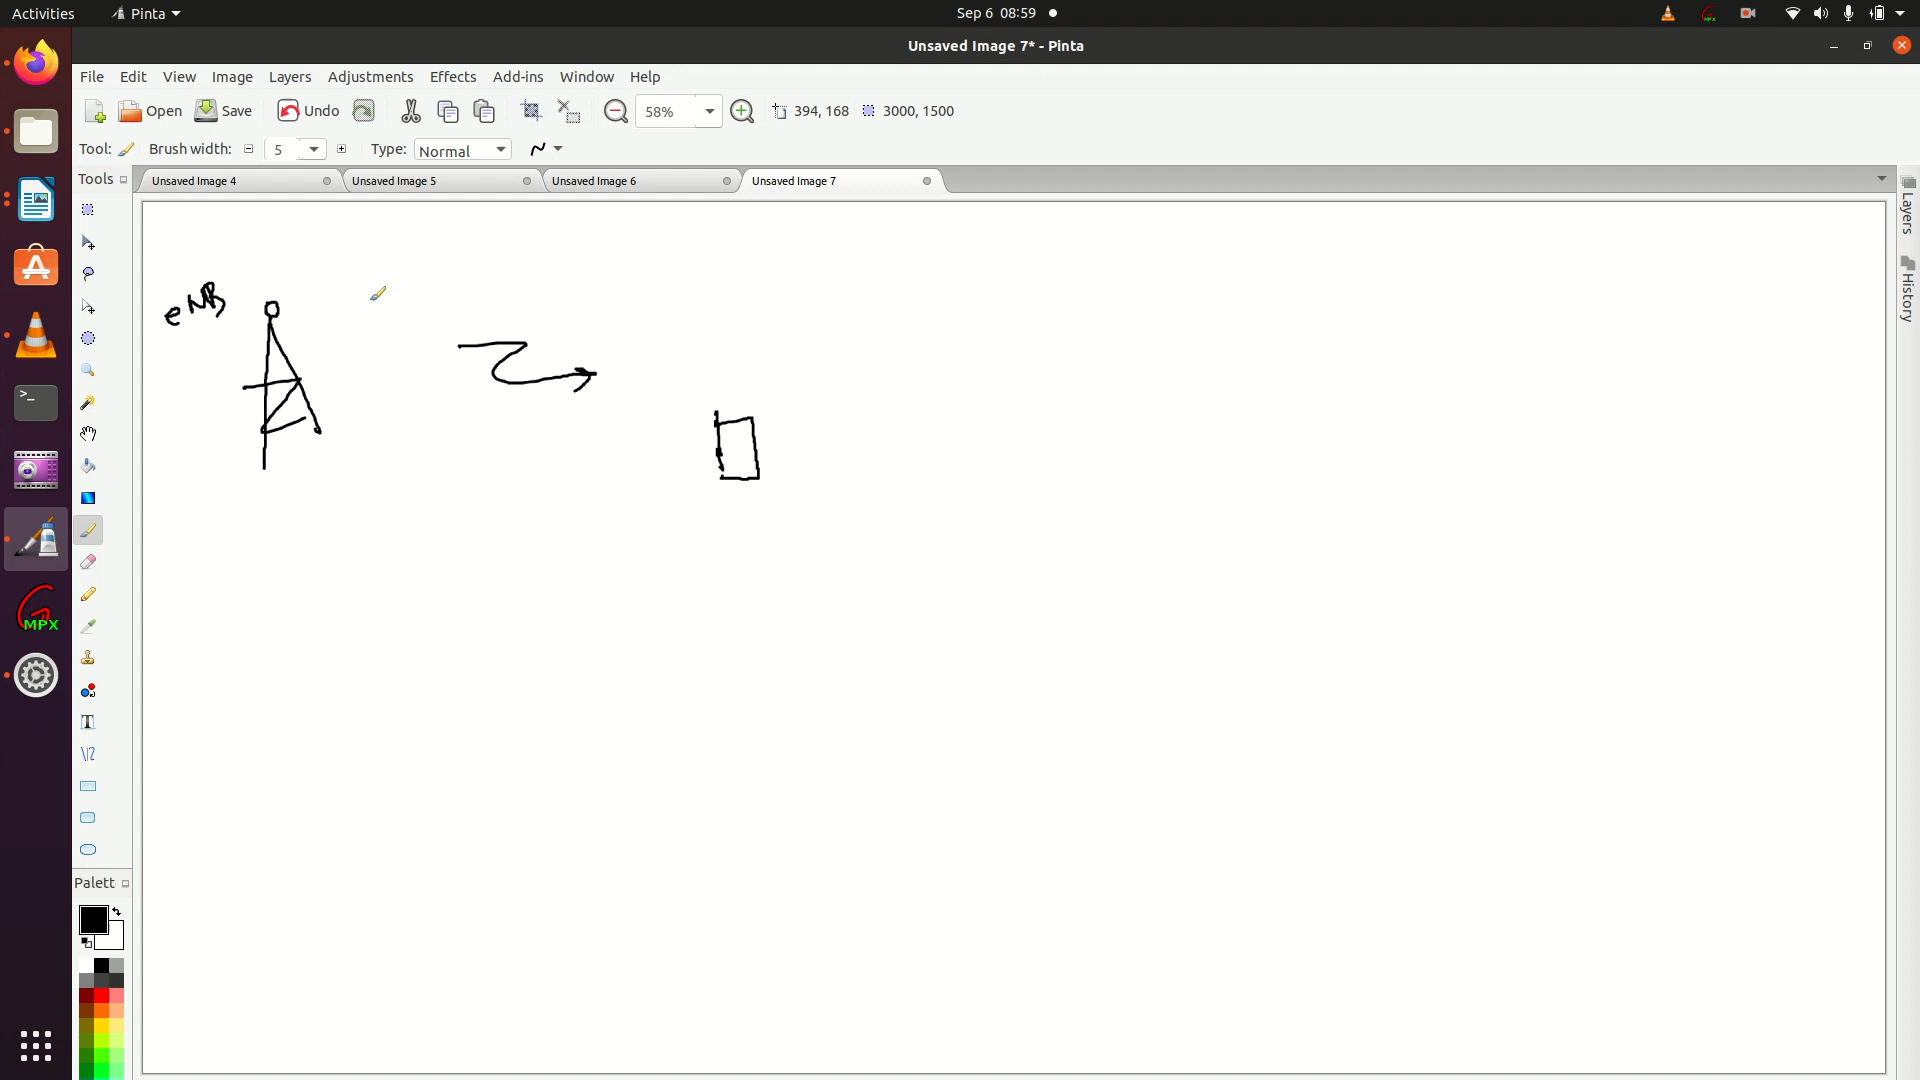 Activities Pinta Sep 6 08:59
Unsaved Image 7* - Pinta
File Edit View Image Layers Adjustments Effects Add-ins Window Help
Open Save Undo 58% 394, 168 3000, 1500
Tool: Brush width: 5 Type: Normal
Tools Unsaved Image 4 Unsaved Image 5 Unsaved Image 6 Unsaved Image 7
Layers
History
eNB
>_
MPX
Palett